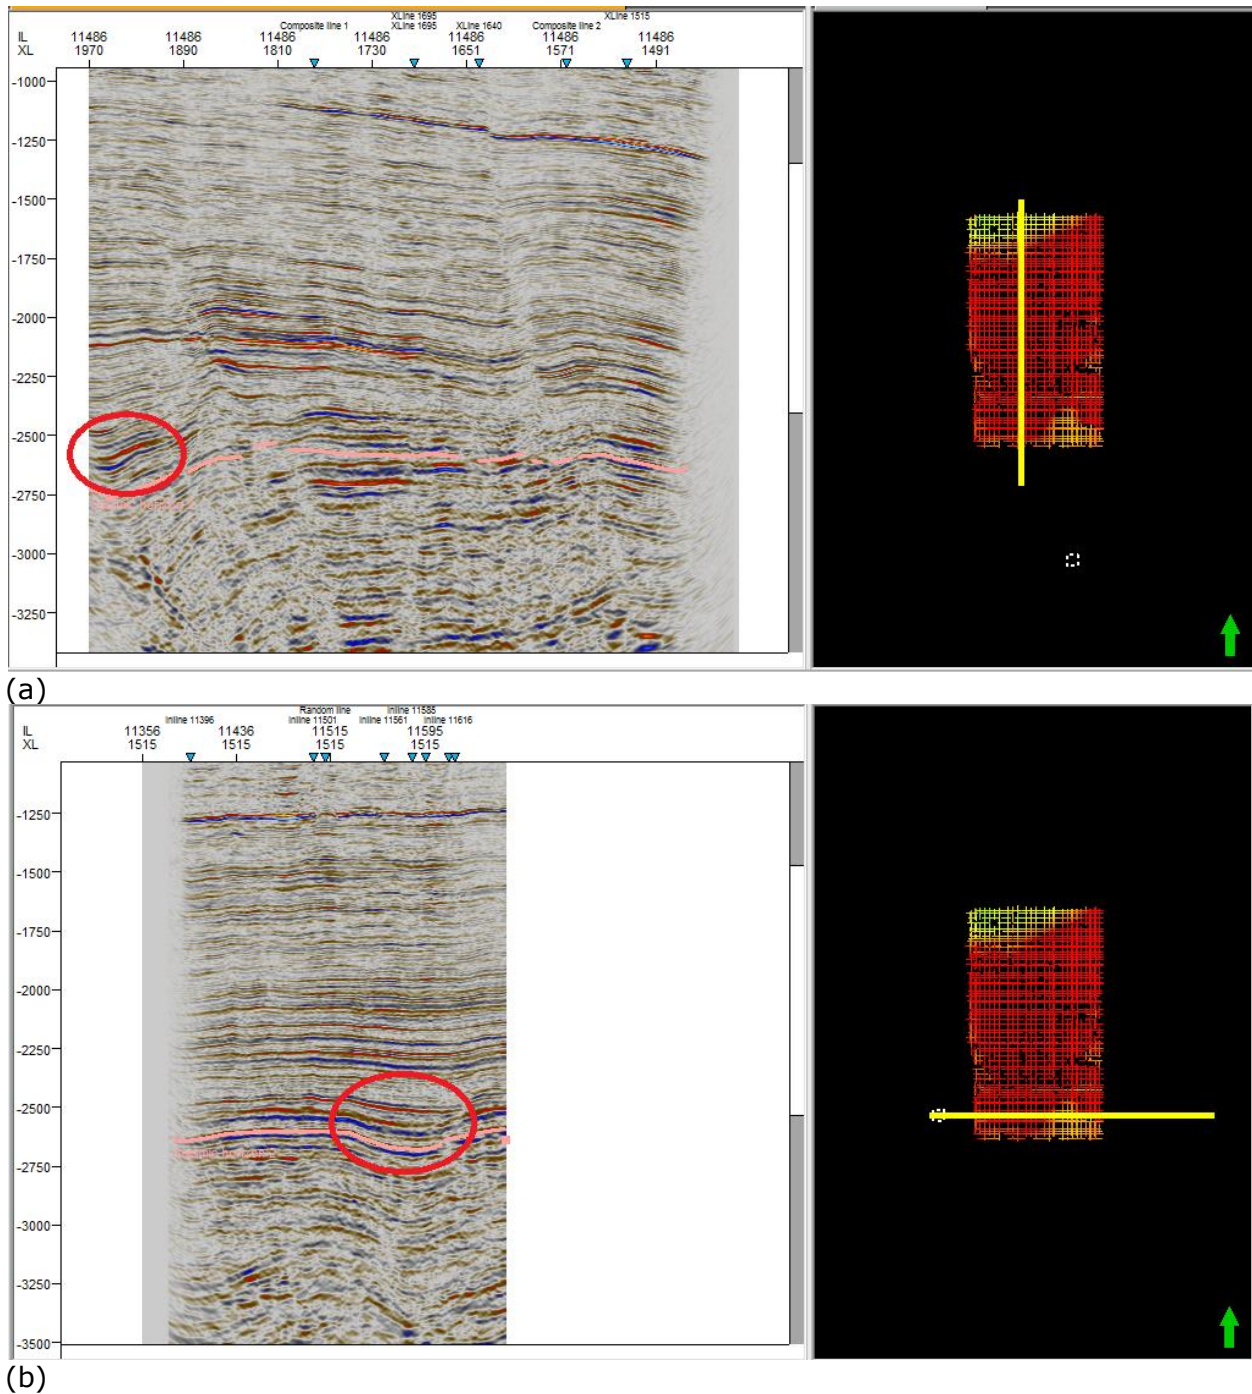 XLine 1695 XLine 1515
Composite line 1 XLine 1695 XLine 1640 Composite line 2
IL 11486 11486 11486 11486 11486 11486 11486
XL 1970 1890 1810 1730 1651 1571 1491
-1000
-1250
-1500
-1750
-2000
-2250
-2500
-2750
-3000
-3250
(a)
Random line Inline 11585
Inline 11396 Inline 11501 Inline 11561 Inline 11616
IL 11356 11436 11515 11595
XL 1515 1515 1515 1515
-1250
-1500
-1750
-2000
-2250
-2500
-2750
-3000
-3250
-3500
(b)